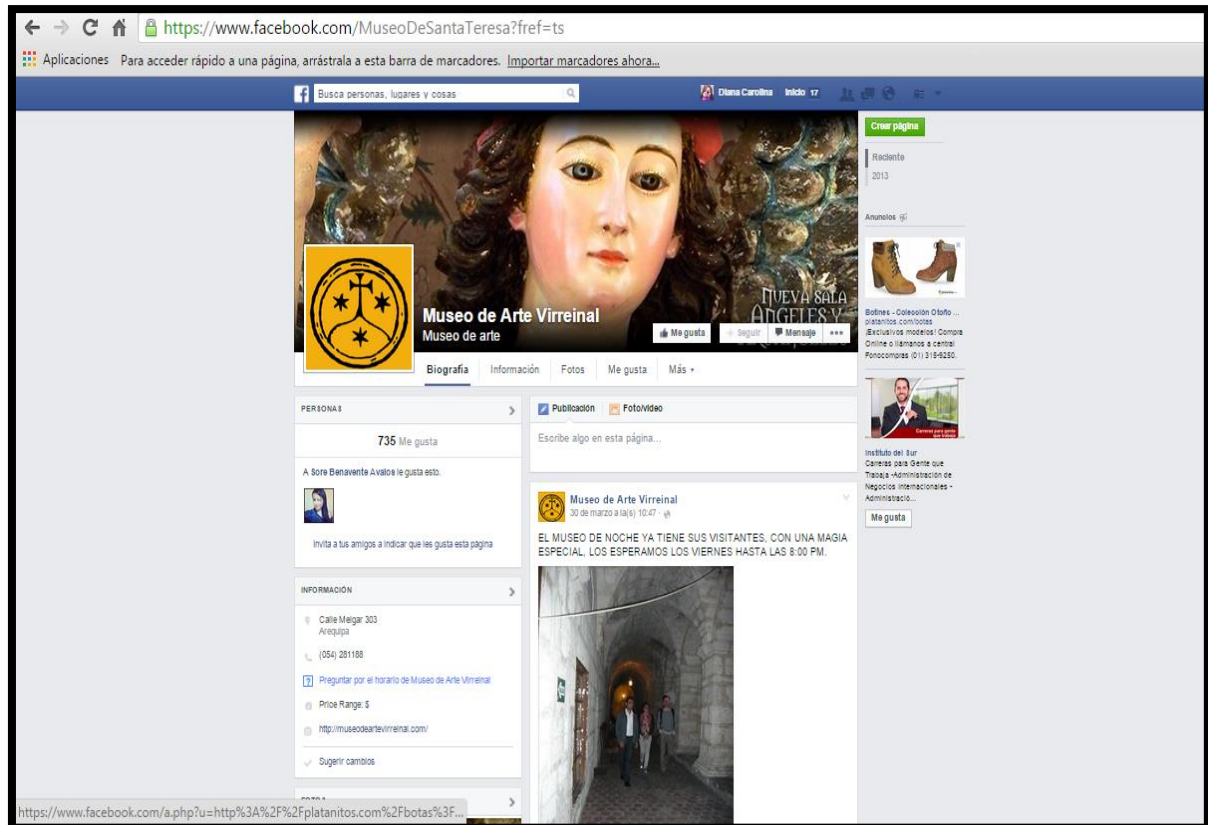 https://www.facebook.com/MuseoDeSantaTeresa?fref=ts
Aplicaciones Para acceder rápido a una página, arrástrala a esta barra de marcadores. Importar marcadores ahora...
Busca personas, lugares y cosas
Diana Carolina Inicio 17
Crear página
Reciente
2013
NUEVA SALA
ANGELES Y
Museo de Arte Virreinal
Museo de arte
Me gusta Seguir Mensaje
Biografía Información Fotos Me gusta Más
PERSONAS
735 Me gusta
A Sore Benavente Avalos le gusta esto.
Invita a tus amigos a indicar que les gusta esta página
INFORMACIÓN
Calle Melgar 303
Arequipa
(054) 281188
Preguntar por el horario de Museo de Arte Virreinal
Price Range: $
http://museodeartevirreinal.com/
Sugerir cambios
FOTOS
Publicación Foto/video
Escribe algo en esta página...
Museo de Arte Virreinal
30 de marzo a la(s) 10:47
EL MUSEO DE NOCHE YA TIENE SUS VISITANTES, CON UNA MAGIA
ESPECIAL, LOS ESPERAMOS LOS VIERNES HASTA LAS 8:00 PM.
Anuncios
Botines - Colección Otoño ...
platanitos.com/botas
¡Exclusivos modelos! Compra
Online o llámanos a central
Fonocompras (01) 315-9250.
Carreras para gente
que trabaja
Instituto del Sur
Carreras para Gente que
Trabaja -Administración de
Negocios Internacionales -
Administració...
Me gusta
https://www.facebook.com/a.php?u=http%3A%2F%2Fplatanitos.com%2Fbotas%3F...